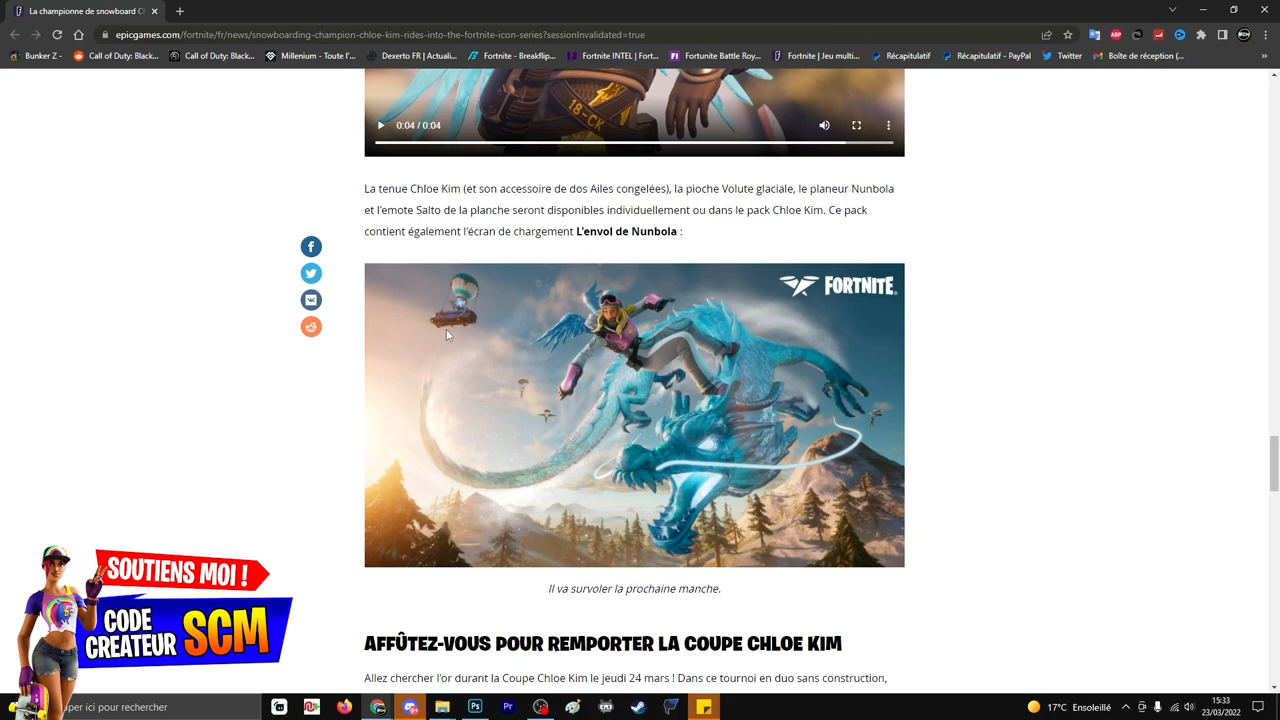 La championne de snowboard C
epicgames.com/fortnite/fr/news/snowboarding-champion-chloe-kim-rides-into-the-fortnite-icon-series?sessionInvalidated=true
Bunker Z -
Call of Duty: Black...
Call of Duty: Black...
Millenium - Toute l'...
Dexerto FR | Actuali...
Fortnite - Breakflip...
Fortnite INTEL | Fort...
Fortunite Battle Roy...
Fortnite | Jeu multi...
Récapitulatif
Récapitulatif - PayPal
Twitter
Boîte de réception (...
18-CK
0:04 / 0:04
La tenue Chloe Kim (et son accessoire de dos Ailes congelées), la pioche Volute glaciale, le planeur Nunbola
et l'emote Salto de la planche seront disponibles individuellement ou dans le pack Chloe Kim. Ce pack
contient également l'écran de chargement L'envol de Nunbola :
FORTNITE
Il va survoler la prochaine manche.
AFFÛTEZ-VOUS POUR REMPORTER LA COUPE CHLOE KIM
Allez chercher l'or durant la Coupe Chloe Kim le jeudi 24 mars ! Dans ce tournoi en duo sans construction,
SOUTIENS MOI !
CODE
CREATEUR SCM
aper ici pour rechercher
17°C Ensoleillé
15:33
23/03/2022